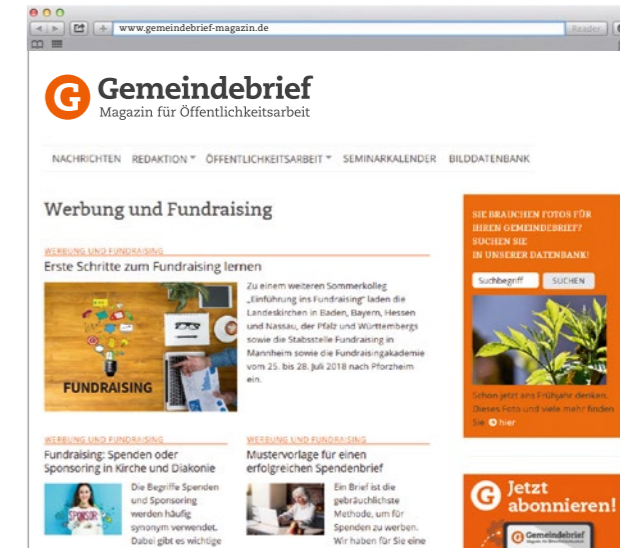 www.gemeindebrief-magazin.de
Reader
G Gemeindebrief
Magazin für Öffentlichkeitsarbeit
NACHRICHTEN REDAKTION ÖFFENTLICHKEITSARBEIT SEMINARKALENDER BILDDATENBANK
Werbung und Fundraising
WERBUNG UND FUNDRAISING
Erste Schritte zum Fundraising lernen
FUNDRAISING
Zu einem weiteren Sommerkolleg
„Einführung ins Fundraising“ laden die
Landeskirchen in Baden, Bayern, Hessen
und Nassau, der Pfalz und Württembergs
sowie die Stabsstelle Fundraising in
Mannheim sowie die Fundraisingakademie
vom 25. bis 28. Juli 2018 nach Pforzheim
ein.
WERBUNG UND FUNDRAISING
Fundraising: Spenden oder
Sponsoring in Kirche und Diakonie
SPONSOR
Die Begriffe Spenden
und Sponsoring
werden häufig
synonym verwendet.
Dabei gibt es wichtige
WERBUNG UND FUNDRAISING
Mustervorlage für einen
erfolgreichen Spendenbrief
Ein Brief ist die
gebräuchlichste
Methode, um für
Spenden zu werben.
Wir haben für Sie eine
SIE BRAUCHEN FOTOS FÜR
IHREN GEMEINDEBRIEF?
SUCHEN SIE
IN UNSERER DATENBANK!
Suchbegriff SUCHEN
Schon jetzt ans Frühjahr denken.
Dieses Foto und viele mehr finden
Sie hier
G Jetzt
abonnieren!
G Gemeindebrief